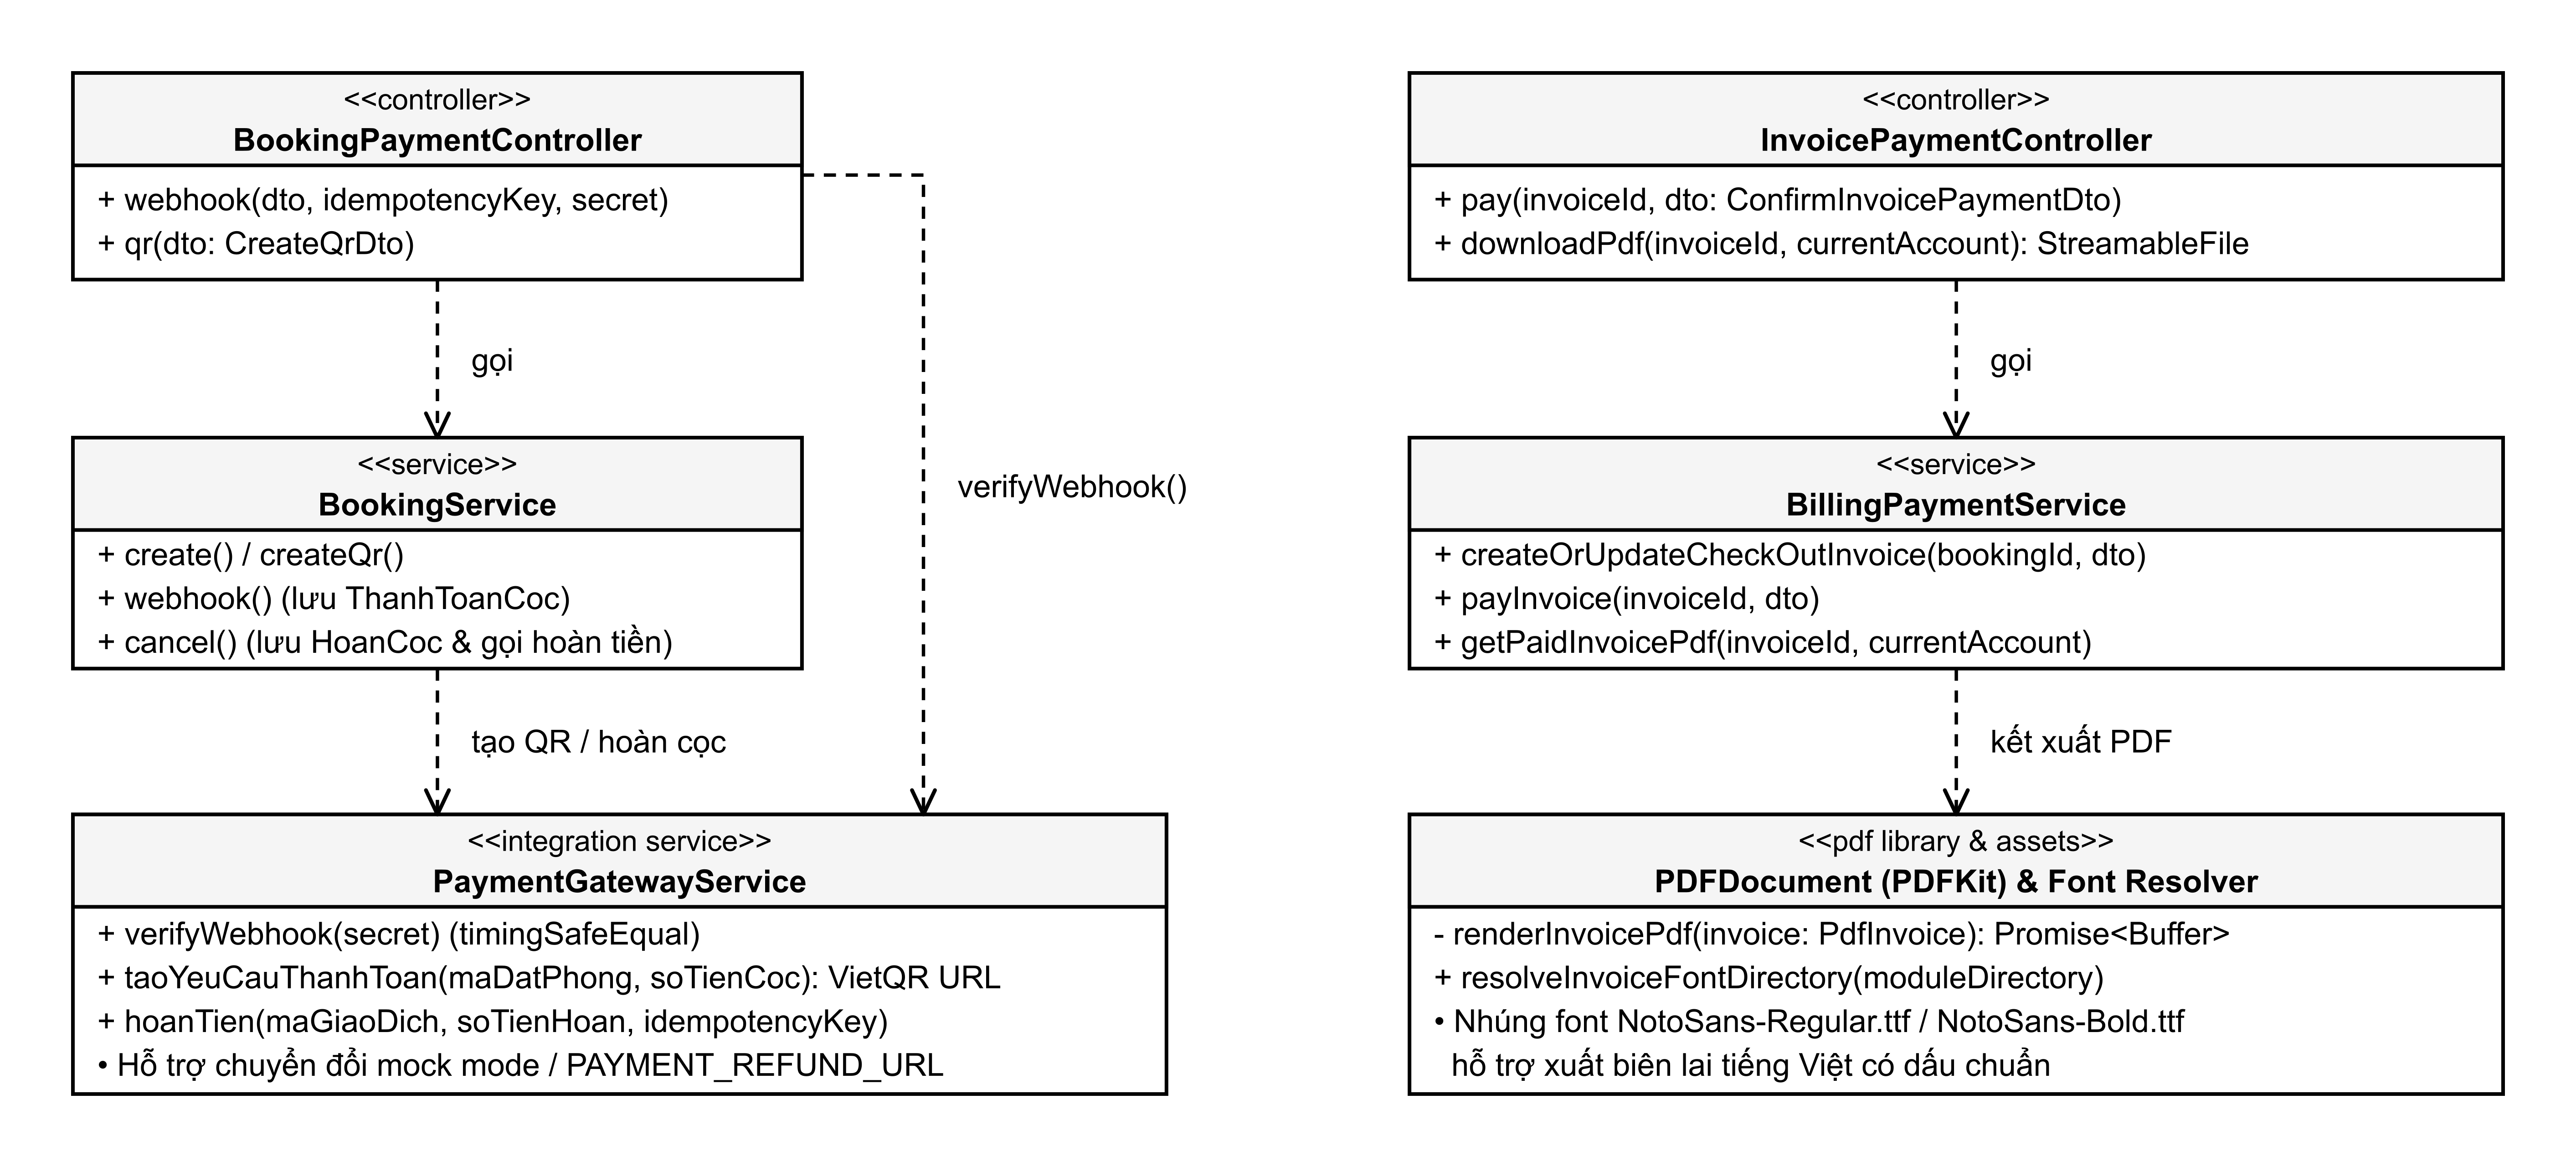 <<controller>>
BookingPaymentController
+ webhook(dto, idempotencyKey, secret)
+ qr(dto: CreateQrDto)
gọi
<<service>>
BookingService
+ create() / createQr()
+ webhook() (lưu ThanhToanCoc)
+ cancel() (lưu HoanCoc & gọi hoàn tiền)
verifyWebhook()
tạo QR / hoàn cọc
<<integration service>>
PaymentGatewayService
+ verifyWebhook(secret) (timingSafeEqual)
+ taoYeuCauThanhToan(maDatPhong, soTienCoc): VietQR URL
+ hoanTien(maGiaoDich, soTienHoan, idempotencyKey)
• Hỗ trợ chuyển đổi mock mode / PAYMENT_REFUND_URL
<<controller>>
InvoicePaymentController
+ pay(invoiceId, dto: ConfirmInvoicePaymentDto)
+ downloadPdf(invoiceId, currentAccount): StreamableFile
gọi
<<service>>
BillingPaymentService
+ createOrUpdateCheckOutInvoice(bookingId, dto)
+ payInvoice(invoiceId, dto)
+ getPaidInvoicePdf(invoiceId, currentAccount)
kết xuất PDF
<<pdf library & assets>>
PDFDocument (PDFKit) & Font Resolver
- renderInvoicePdf(invoice: PdfInvoice): Promise<Buffer>
+ resolveInvoiceFontDirectory(moduleDirectory)
• Nhúng font NotoSans-Regular.ttf / NotoSans-Bold.ttf
hỗ trợ xuất biên lai tiếng Việt có dấu chuẩn